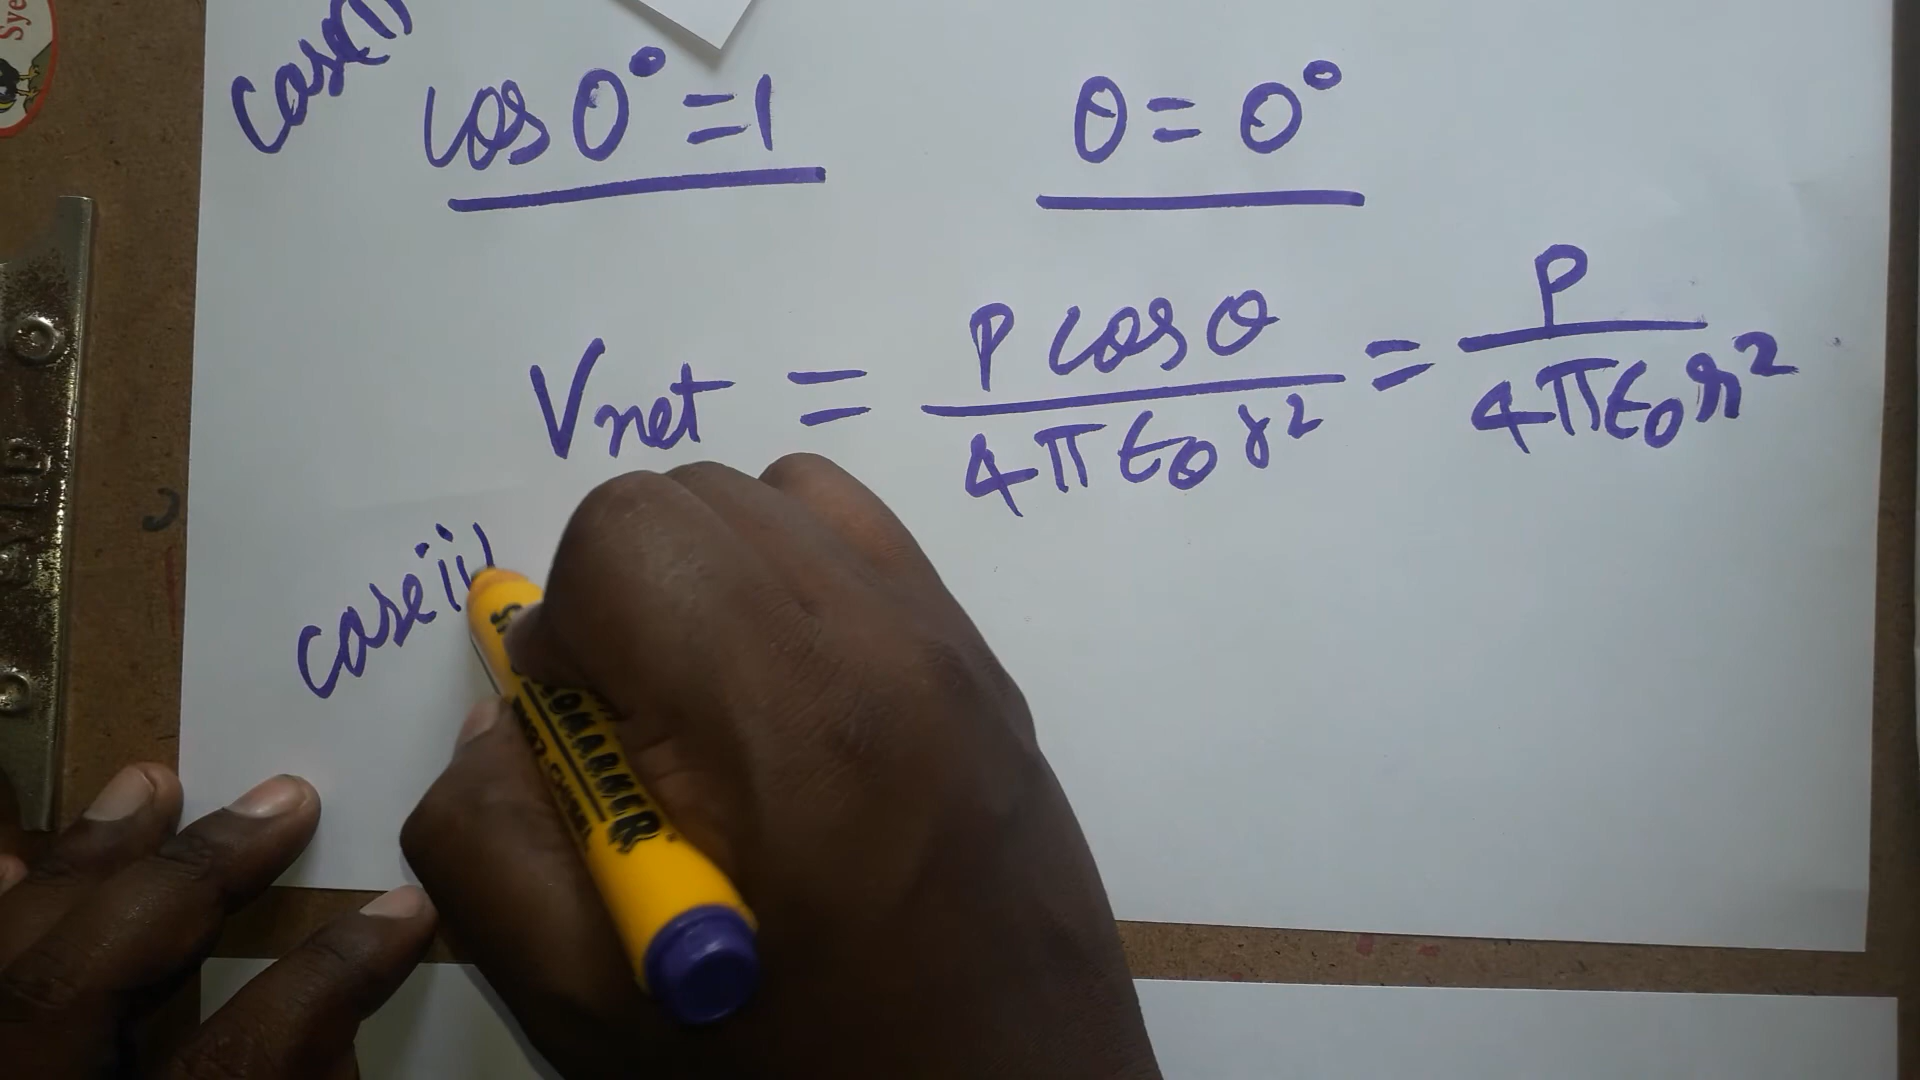 case(i)
cos 0° = 1
θ = 0°
Vnet = P cos θ / 4π ε0 r² = P / 4π ε0 r²
case ii)